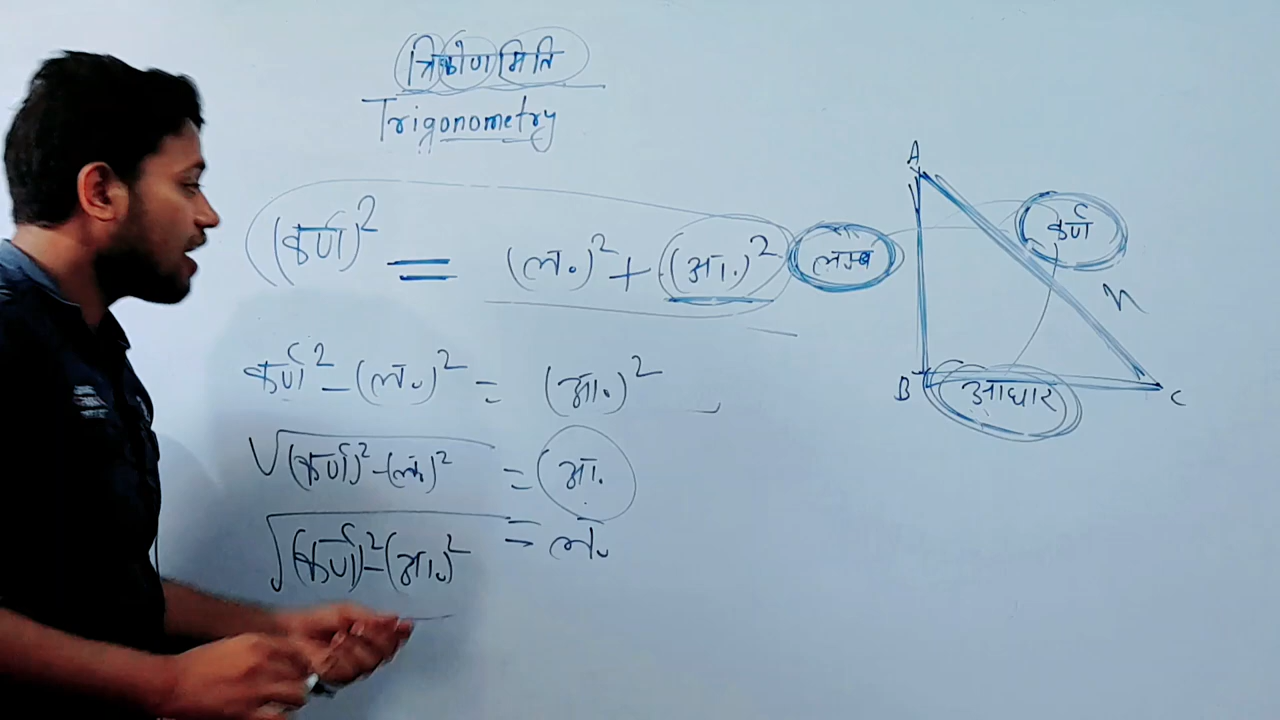 त्रिकोणमिति
Trigonometry
(कर्ण)² = (ल॰)² + (आ॰)²
कर्ण² - (ल॰)² = (आ॰)²
√(कर्ण)² - (ल॰)² = आ॰
√(कर्ण)² - (आ॰)² = ल॰
A
लम्ब
कर्ण
B
आधार
C